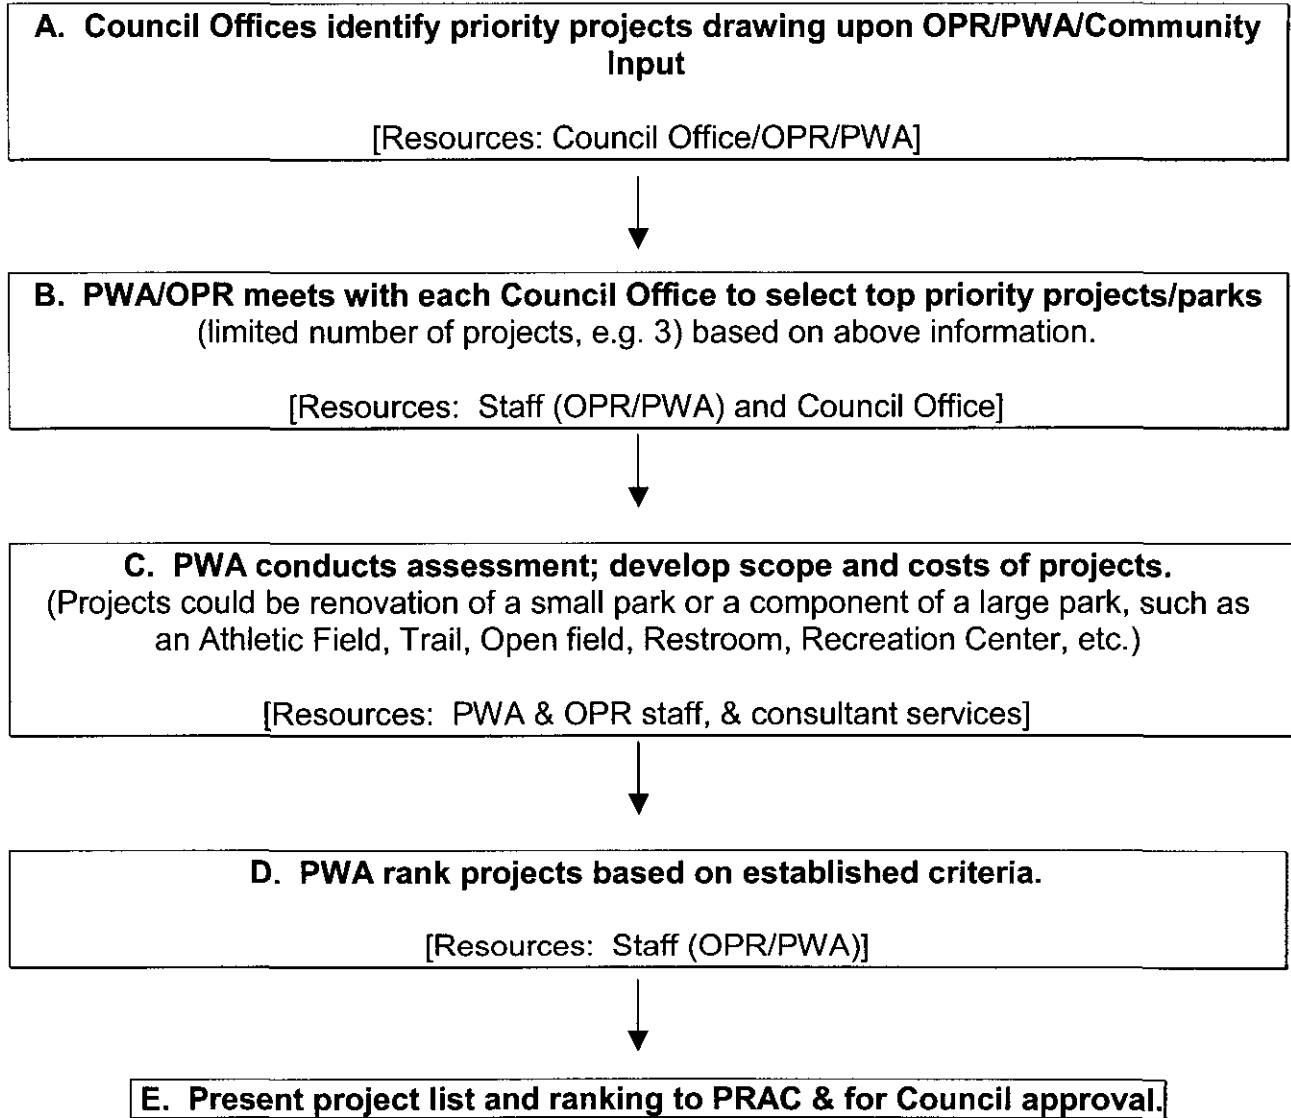 A. Council Offices identify priority projects drawing upon OPR/PWA/Community
Input
[Resources: Council Office/OPR/PWA]
B. PWA/OPR meets with each Council Office to select top priority projects/parks
(limited number of projects, e.g. 3) based on above information.
[Resources: Staff (OPR/PWA) and Council Office]
C. PWA conducts assessment; develop scope and costs of projects.
(Projects could be renovation of a small park or a component of a large park, such as
an Athletic Field, Trail, Open field, Restroom, Recreation Center, etc.)
[Resources: PWA & OPR staff, & consultant services]
D. PWA rank projects based on established criteria.
[Resources: Staff (OPR/PWA)]
E. Present project list and ranking to PRAC & for Council approval.